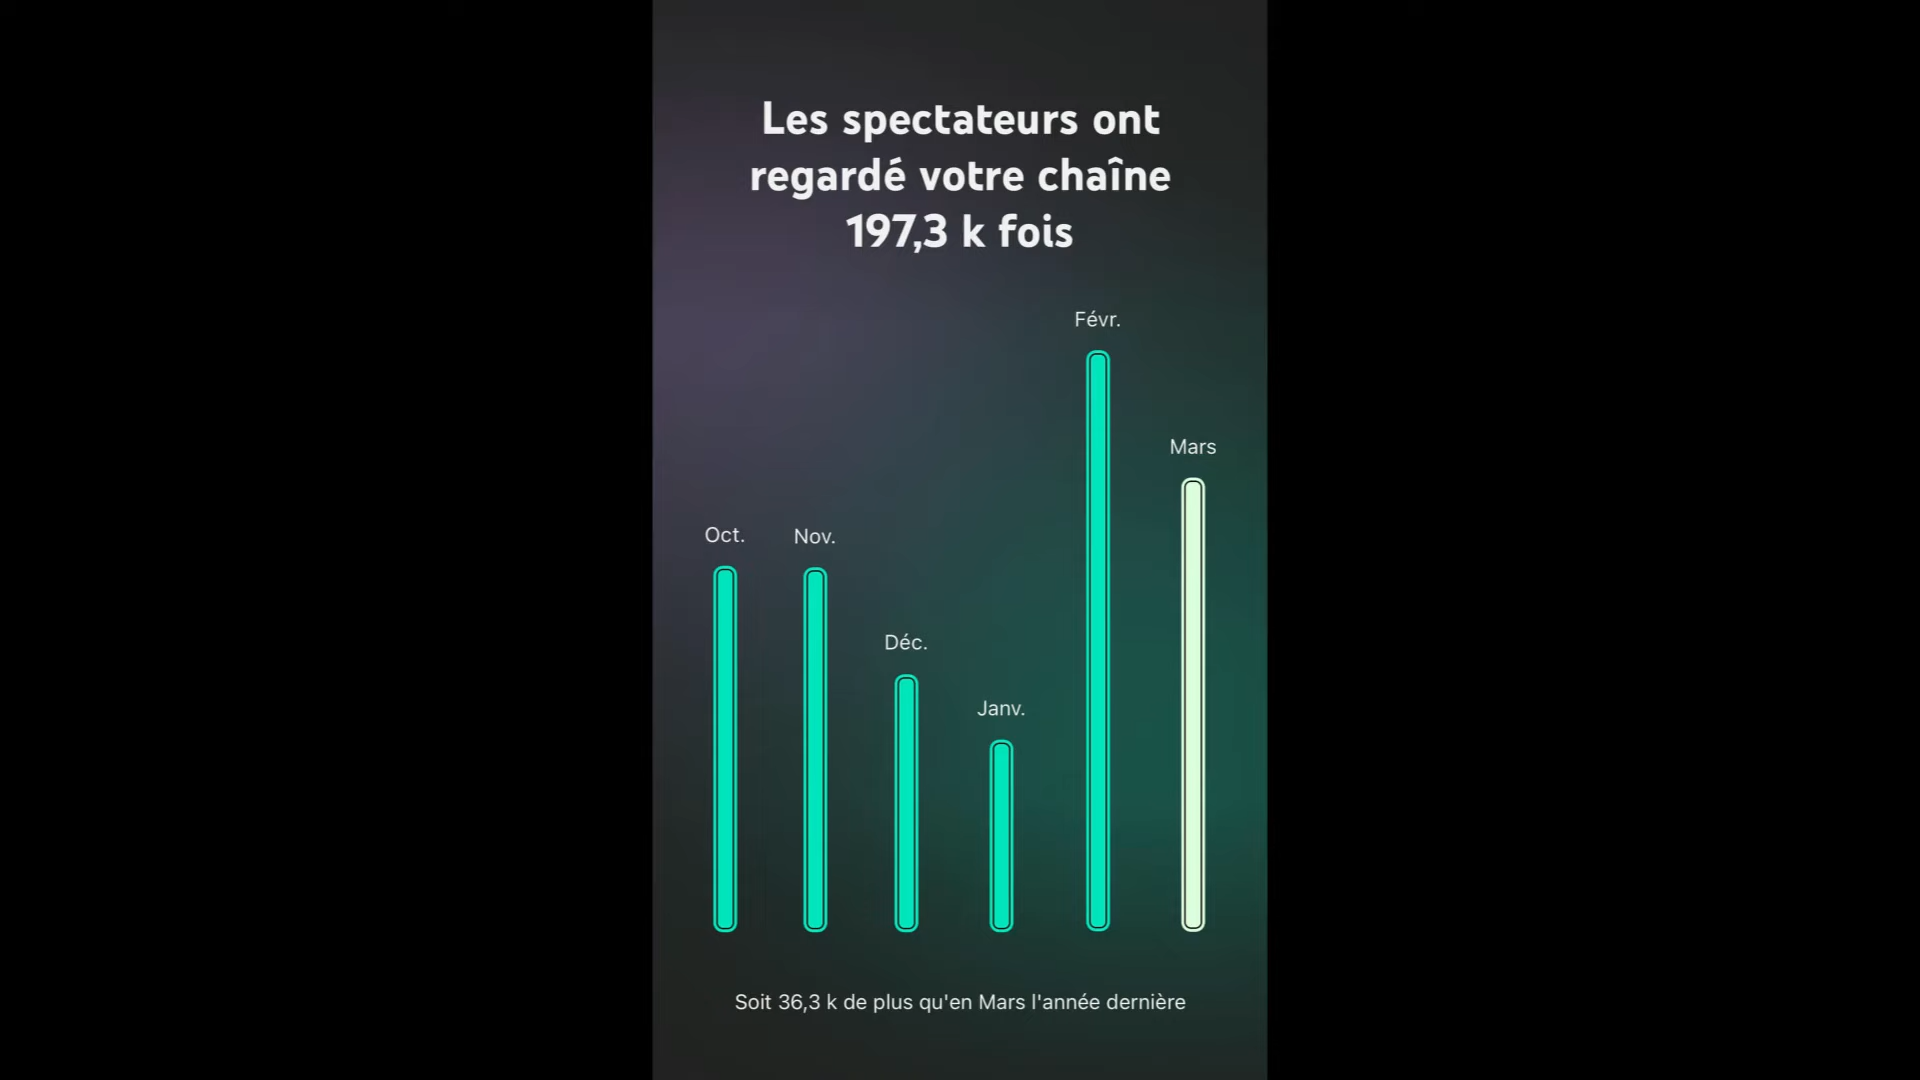 Les spectateurs ont
regardé votre chaîne
197,3 k fois
Févr.
Mars
Oct.
Nov.
Déc.
Janv.
Soit 36,3 k de plus qu'en Mars l'année dernière